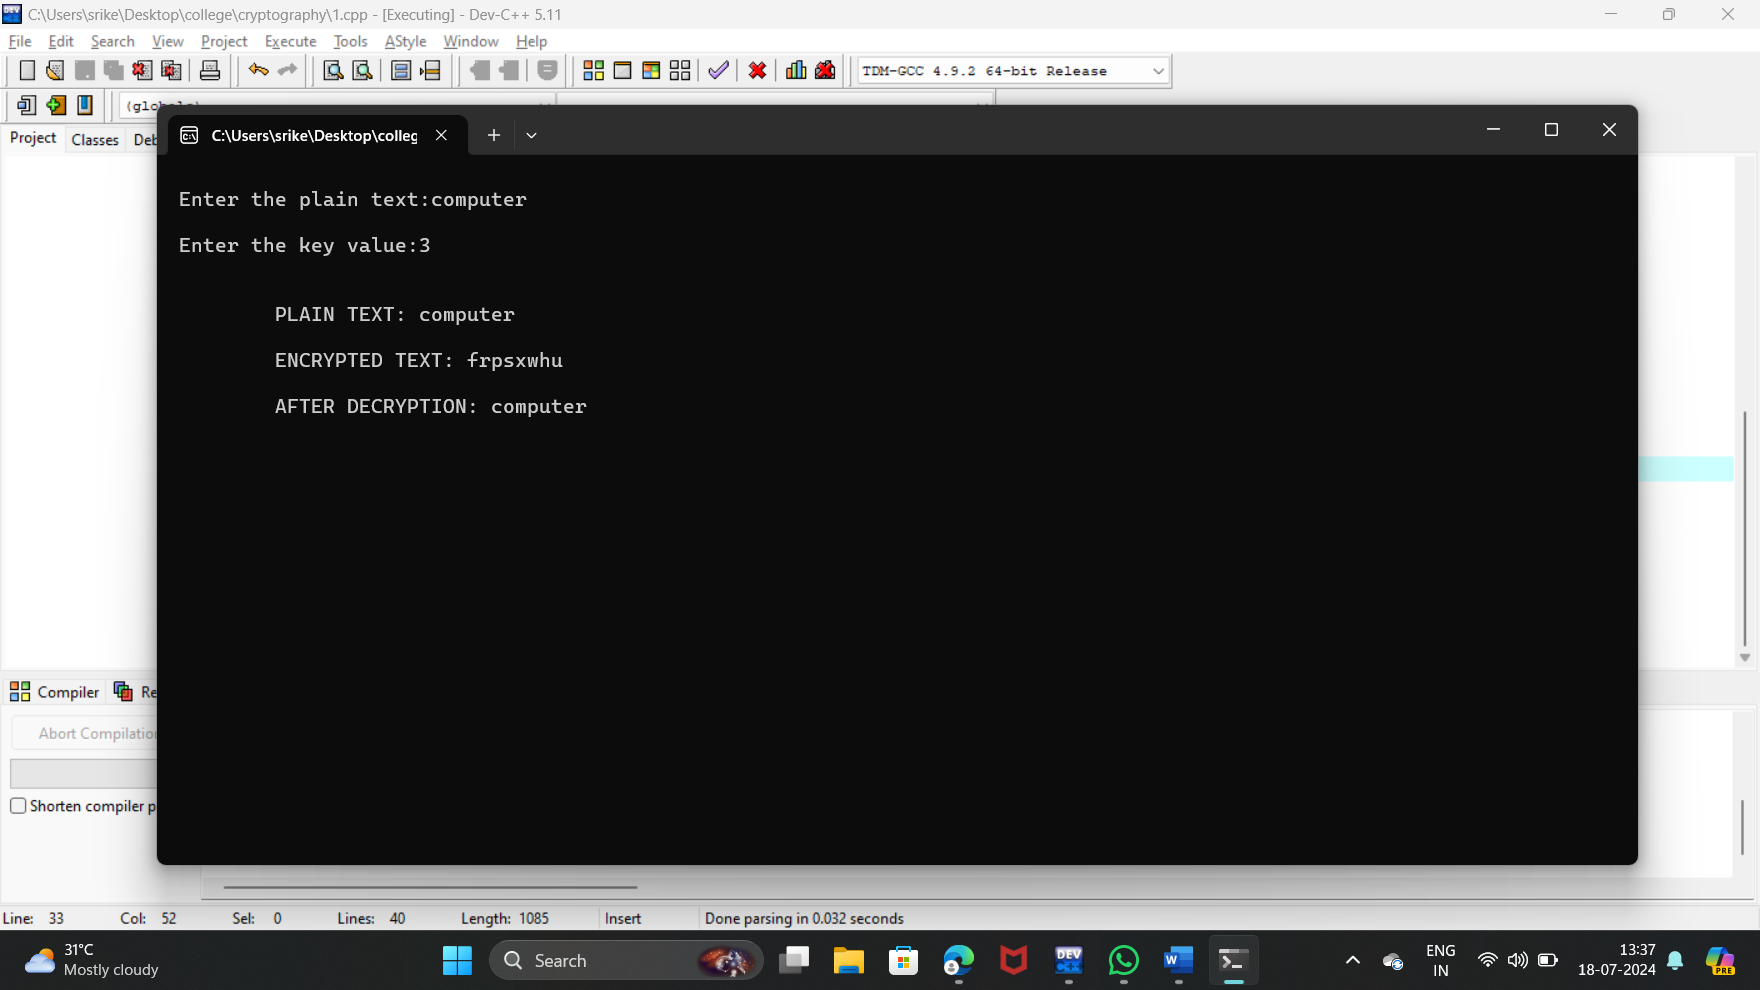 C:\Users\srike\Desktop\college\cryptography\1.cpp - [Executing] - Dev-C++ 5.11
File Edit Search View Project Execute Tools AStyle Window Help
TDM-GCC 4.9.2 64-bit Release
Project Classes Deb
C:\Users\srike\Desktop\colleg
Enter the plain text:computer
Enter the key value:3
PLAIN TEXT: computer
ENCRYPTED TEXT: frpsxwhu
AFTER DECRYPTION: computer
Compiler Re
Abort Compilation
Shorten compiler p
Line: 33 Col: 52 Sel: 0 Lines: 40 Length: 1085 Insert Done parsing in 0.032 seconds
31°C
Mostly cloudy
Search
DEV
W
ENG
IN
13:37
18-07-2024
PRE